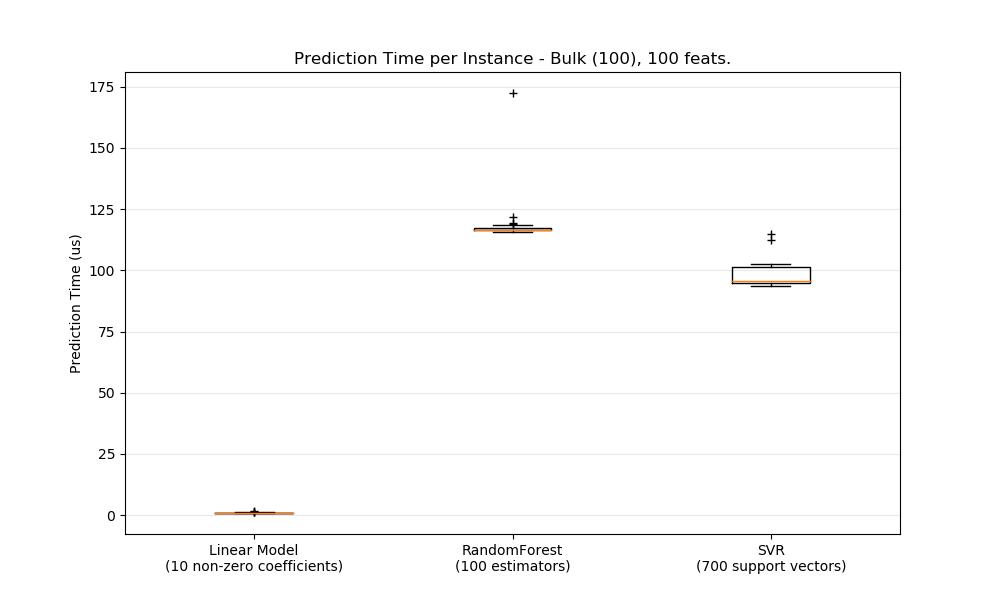 Prediction Time per Instance - Bulk (100), 100 feats.
175
150
125
100
75
50
25
0
Prediction Time (us)
Linear Model
(10 non-zero coefficients)
RandomForest
(100 estimators)
SVR
(700 support vectors)